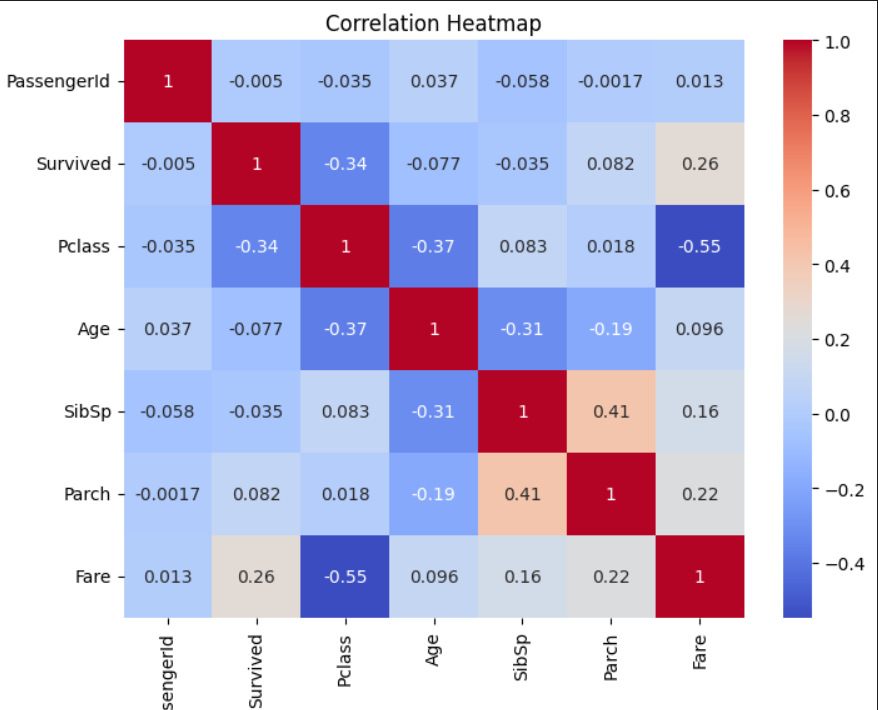 Correlation Heatmap
PassengerId 1 -0.005 -0.035 0.037 -0.058 -0.0017 0.013 1.0
Survived -0.005 1 -0.34 -0.077 -0.035 0.082 0.26 0.8
Pclass -0.035 -0.34 1 -0.37 0.083 0.018 -0.55 0.6
Age 0.037 -0.077 -0.37 1 -0.31 -0.19 0.096 0.4
SibSp -0.058 -0.035 0.083 -0.31 1 0.41 0.16 0.2
Parch -0.0017 0.082 0.018 -0.19 0.41 1 0.22 0.0
Fare 0.013 0.26 -0.55 0.096 0.16 0.22 1 −0.2
−0.4
sengerId Survived Pclass Age SibSp Parch Fare